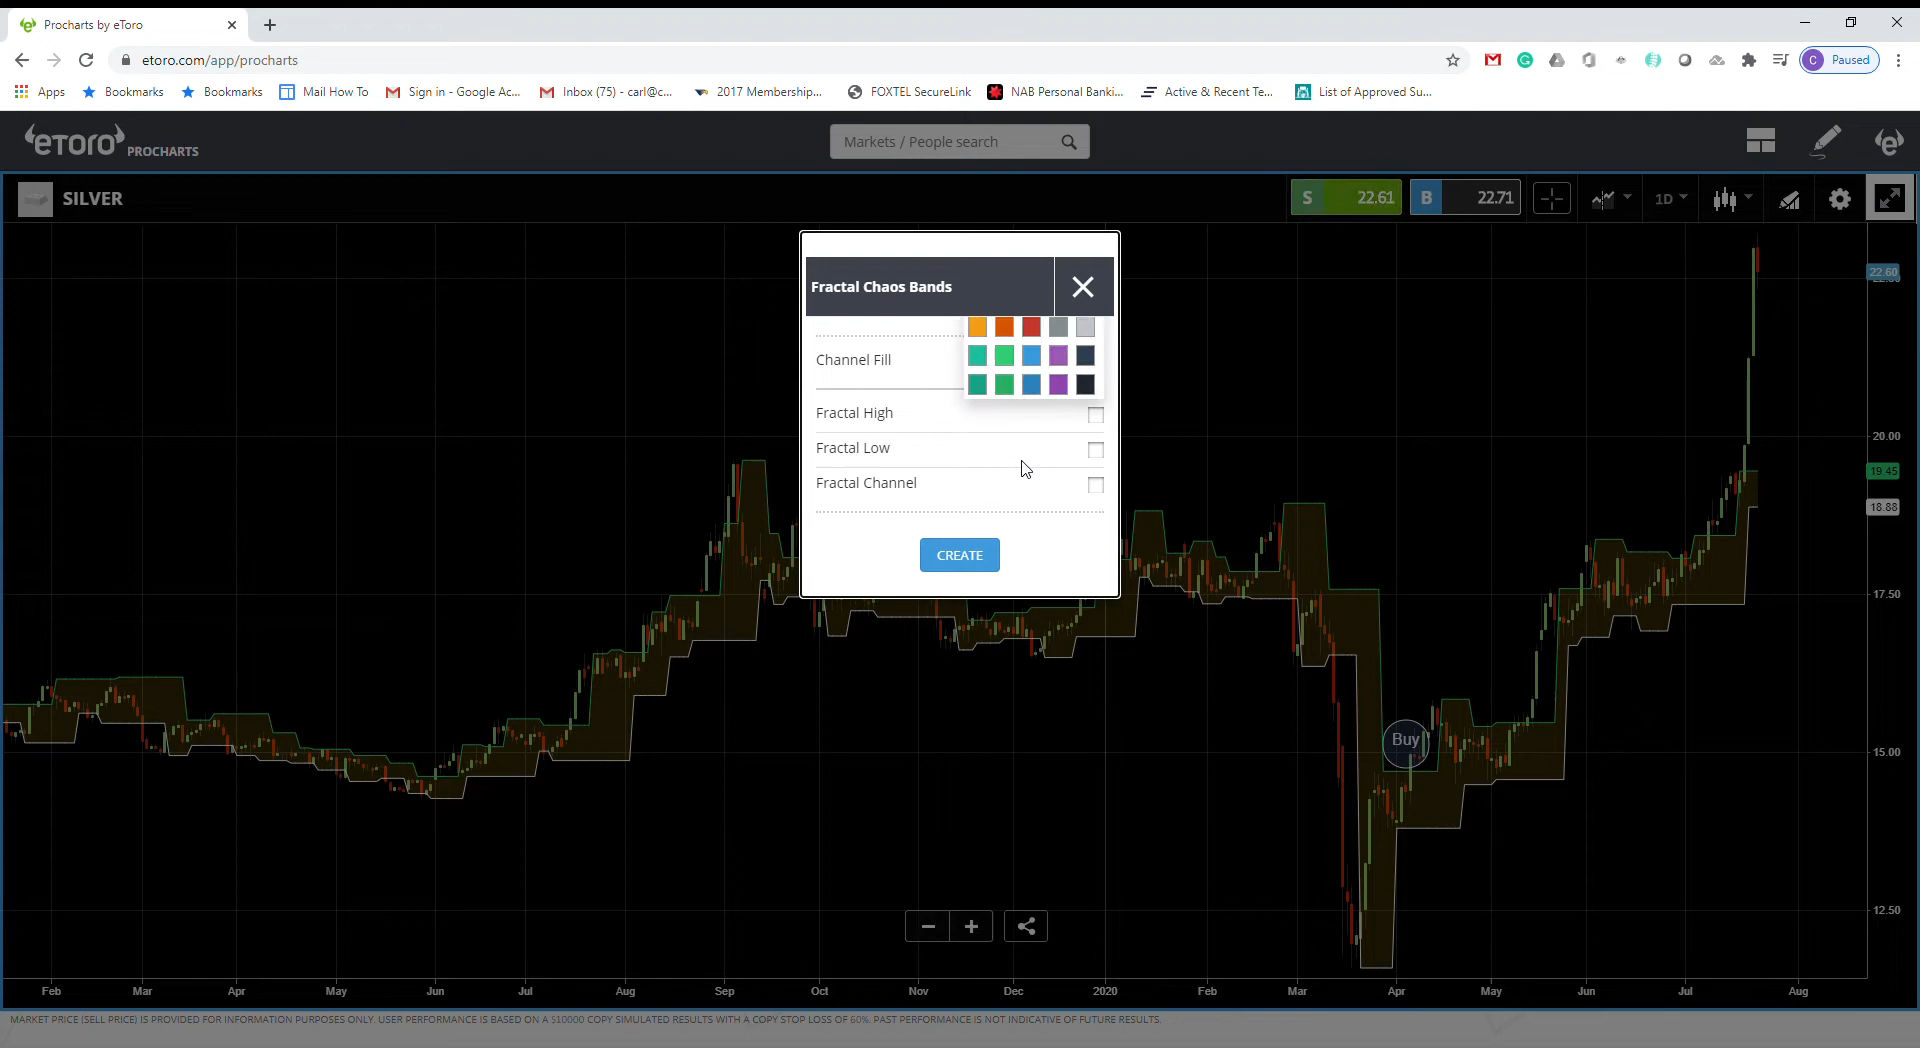 Procharts by eToro
etoro.com/app/procharts
C Paused
Apps Bookmarks Bookmarks Mail How To Sign in - Google Ac... Inbox (75) - carl@c... 2017 Membership... FOXTEL SecureLink NAB Personal Banki... Active & Recent Te... List of Approved Su...
eToro PROCHARTS
Markets / People search
SILVER
S 22.61 B 22.71 1D
Fractal Chaos Bands
Channel Fill
Fractal High
Fractal Low
Fractal Channel
CREATE
22.60
20.00
19.45
18.88
17.50
Buy
15.00
12.50
Feb Mar Apr May Jun Jul Aug Sep Oct Nov Dec 2020 Feb Mar Apr May Jun Jul Aug
MARKET PRICE (SELL PRICE) IS PROVIDED FOR INFORMATION PURPOSES ONLY. USER PERFORMANCE IS BASED ON A $10000 COPY SIMULATED RESULTS WITH A COPY STOP LOSS OF 60%. PAST PERFORMANCE IS NOT INDICATIVE OF FUTURE RESULTS.